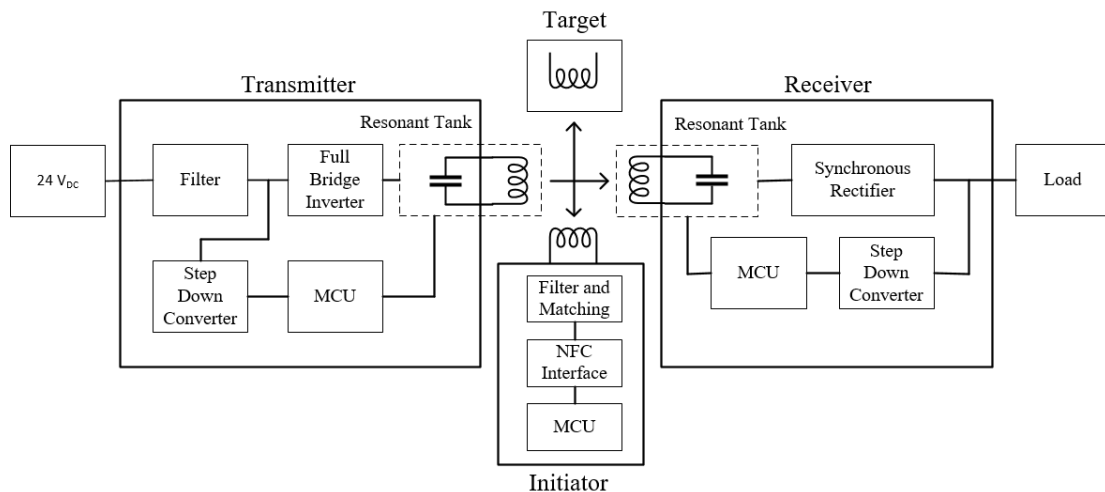 Target
Transmitter
Receiver
Resonant Tank
Resonant Tank
24 VDC
Filter
Full
Bridge
Inverter
Synchronous
Rectifier
Load
Step
Down
Converter
MCU
MCU
Step
Down
Converter
Filter and
Matching
NFC
Interface
MCU
Initiator